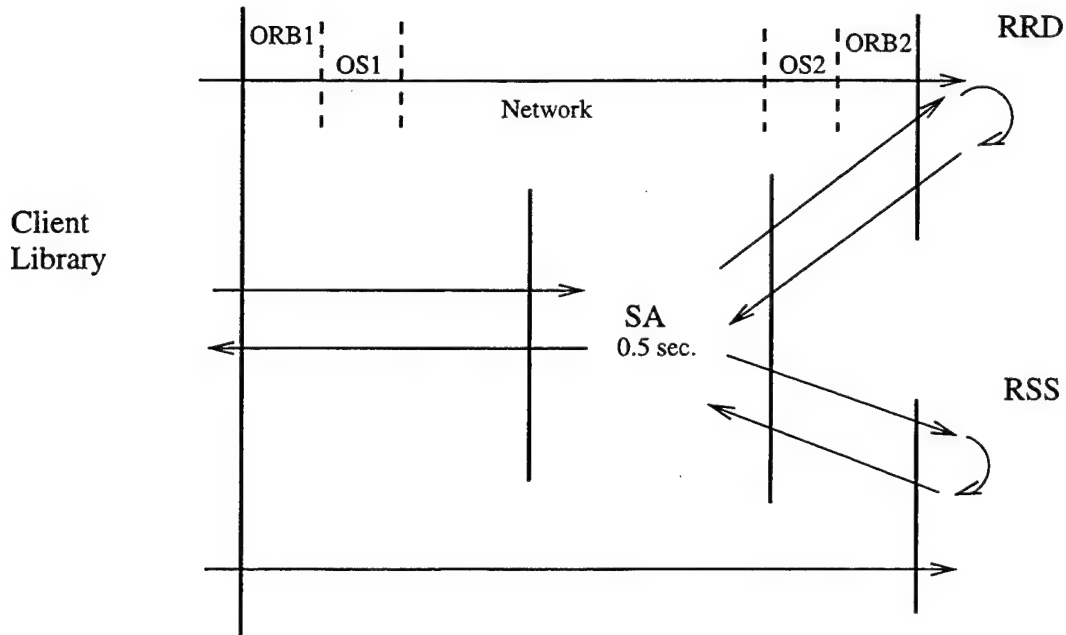 ORB1
OS1
OS2
ORB2
RRD
Network
Client
Library
SA
0.5 sec.
RSS